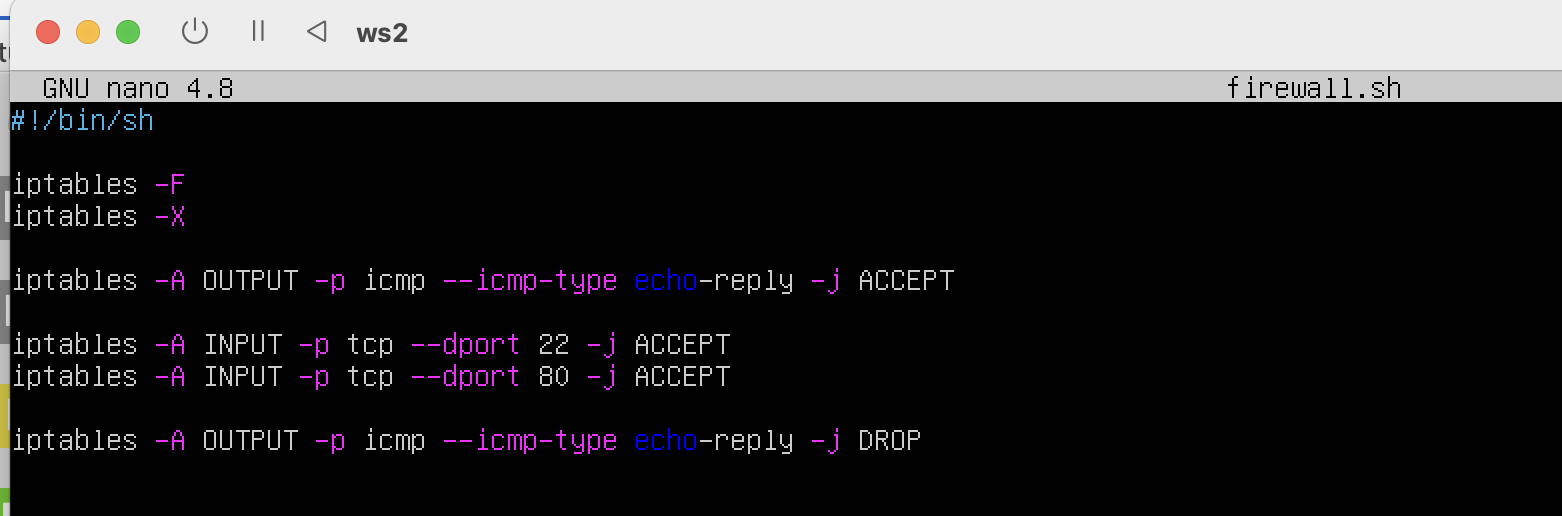 ws2
GNU nano 4.8 firewall.sh
#!/bin/sh
iptables -F
iptables -X
iptables -A OUTPUT -p icmp --icmp-type echo-reply -j ACCEPT
iptables -A INPUT -p tcp --dport 22 -j ACCEPT
iptables -A INPUT -p tcp --dport 80 -j ACCEPT
iptables -A OUTPUT -p icmp --icmp-type echo-reply -j DROP